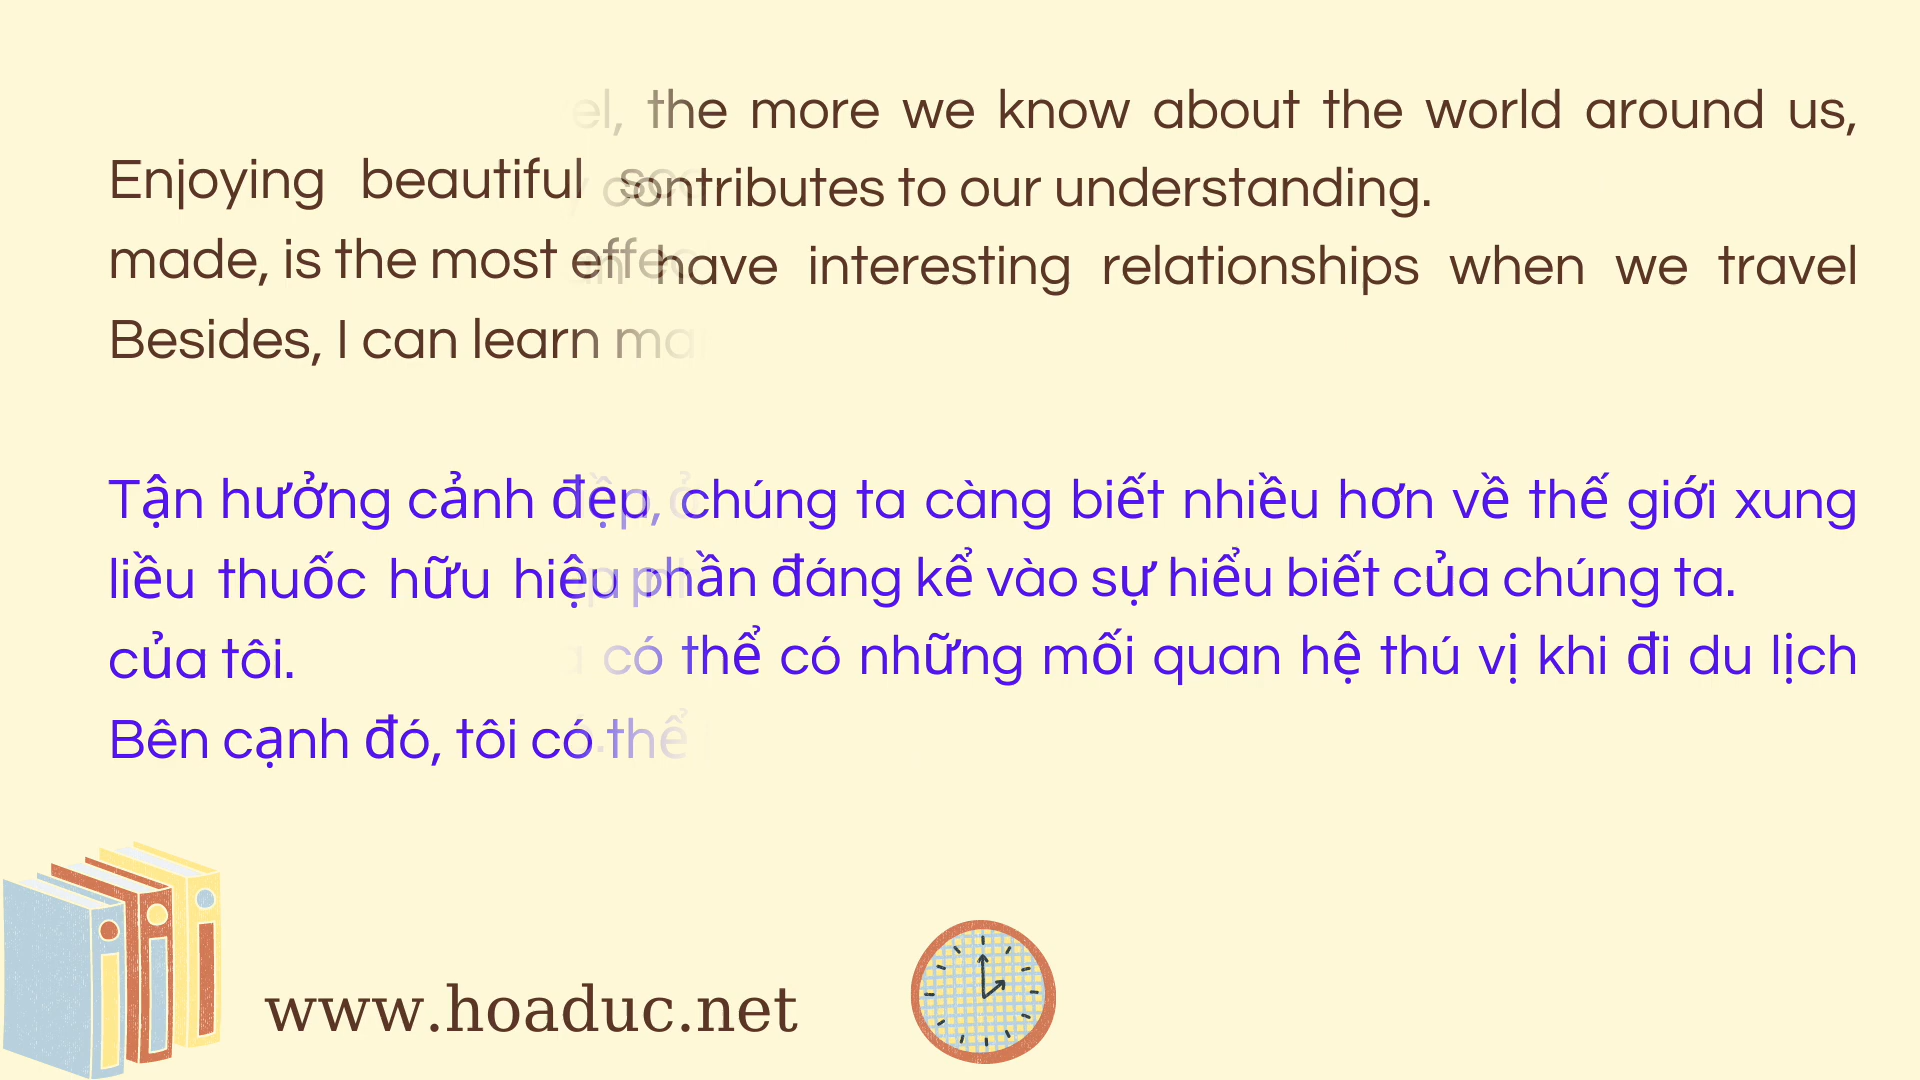 the more we know about the world around us,
Enjoying beautiful
contributes to our understanding.
made, is the most
have interesting relationships when we travel
Besides, I can learn
Tận hưởng cảnh đẹp, chúng ta càng biết nhiều hơn về thế giới xung
liều thuốc hữu hiệu phần đáng kể vào sự hiểu biết của chúng ta.
của tôi. có thể có những mối quan hệ thú vị khi đi du lịch
Bên cạnh đó, tôi có thể
www.hoaduc.net